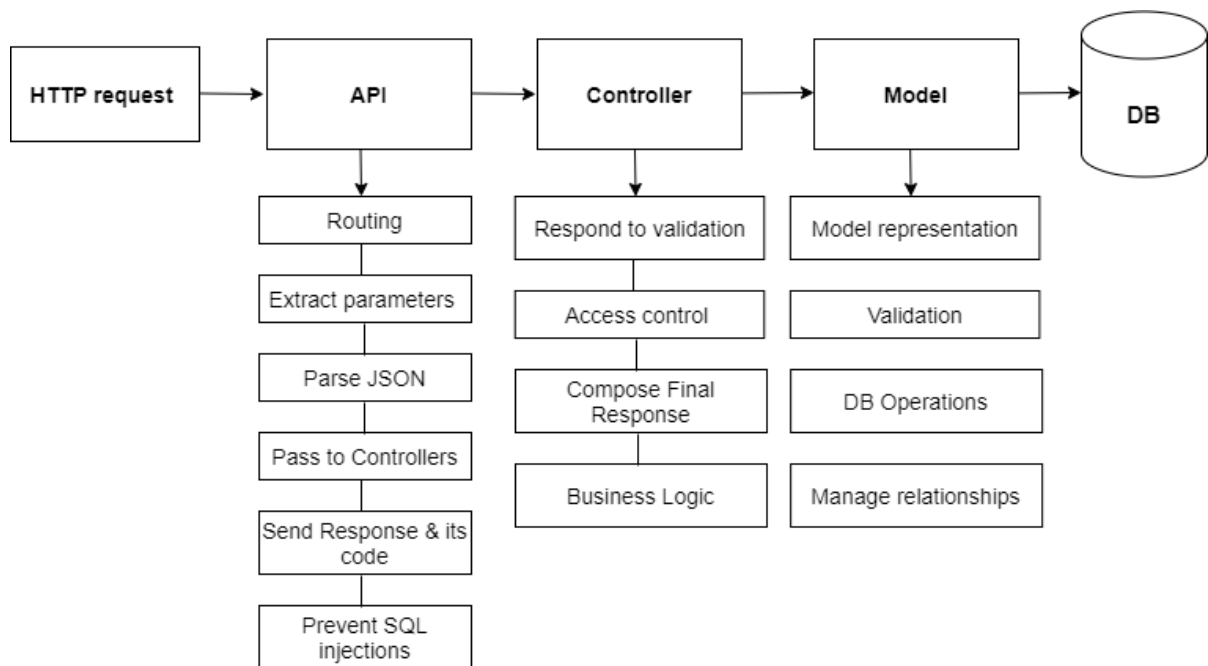 HTTP request
API
Controller
Model
DB
Routing
Extract parameters
Parse JSON
Pass to Controllers
Send Response & its
code
Prevent SQL
injections
Respond to validation
Access control
Compose Final
Response
Business Logic
Model representation
Validation
DB Operations
Manage relationships